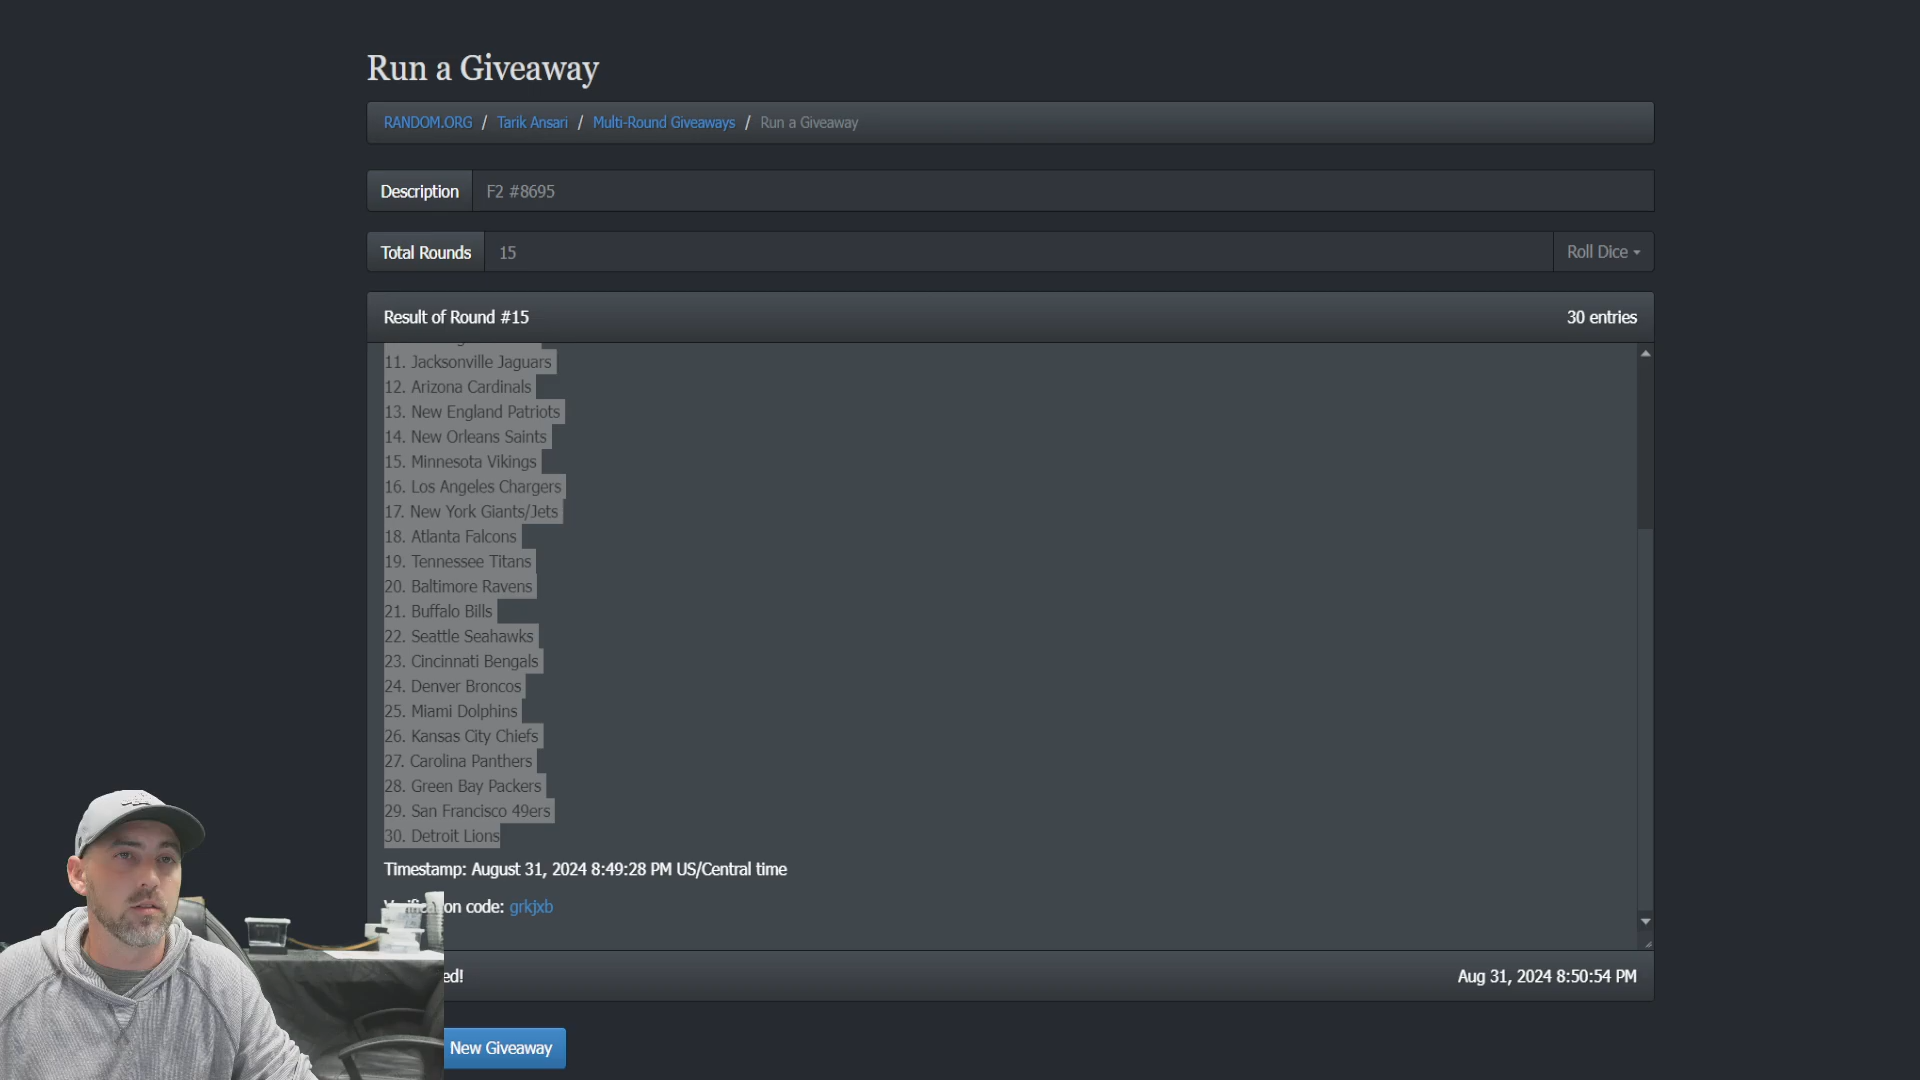 Run a Giveaway
RANDOM.ORG / Tarik Ansari / Multi-Round Giveaways / Run a Giveaway
Description F2 #8695
Total Rounds 15 Roll Dice
Result of Round #15 30 entries
11. Jacksonville Jaguars
12. Arizona Cardinals
13. New England Patriots
14. New Orleans Saints
15. Minnesota Vikings
16. Los Angeles Chargers
17. New York Giants/Jets
18. Atlanta Falcons
19. Tennessee Titans
20. Baltimore Ravens
21. Buffalo Bills
22. Seattle Seahawks
23. Cincinnati Bengals
24. Denver Broncos
25. Miami Dolphins
26. Kansas City Chiefs
27. Carolina Panthers
28. Green Bay Packers
29. San Francisco 49ers
30. Detroit Lions
Timestamp: August 31, 2024 8:49:28 PM US/Central time
code: grkjxb
ed! Aug 31, 2024 8:50:54 PM
New Giveaway